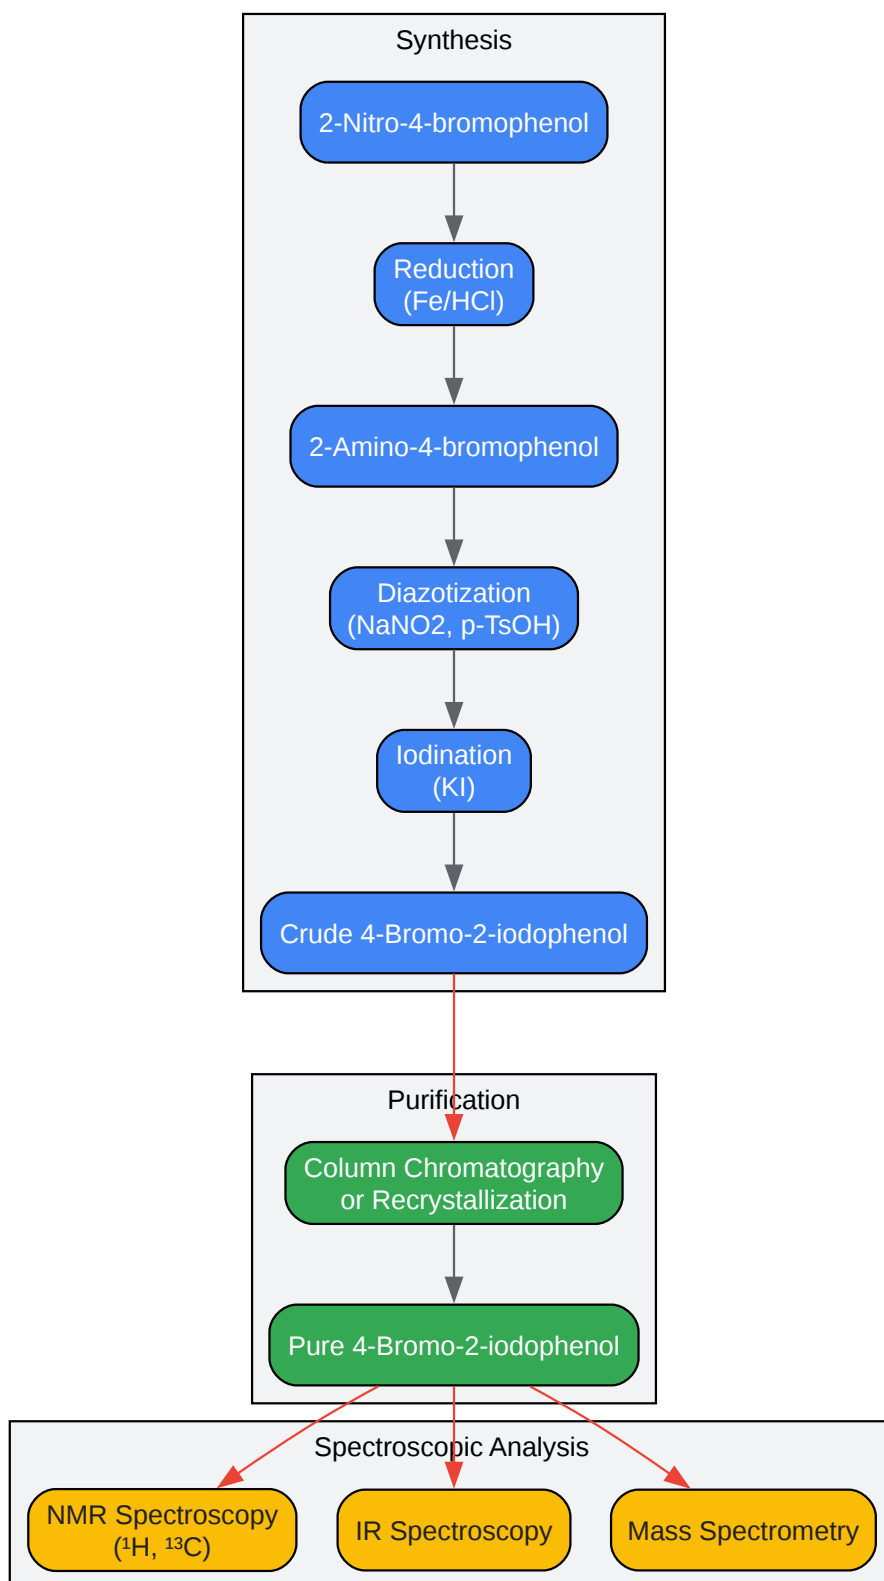 Synthesis
2-Nitro-4-bromophenol
Reduction
(Fe/HCl)
2-Amino-4-bromophenol
Diazotization
(NaNO2, p-TsOH)
Iodination
(KI)
Crude 4-Bromo-2-iodophenol
Purification
Column Chromatography
or Recrystallization
Pure 4-Bromo-2-iodophenol
Spectroscopic Analysis
NMR Spectroscopy
(¹H, ¹³C)
IR Spectroscopy
Mass Spectrometry